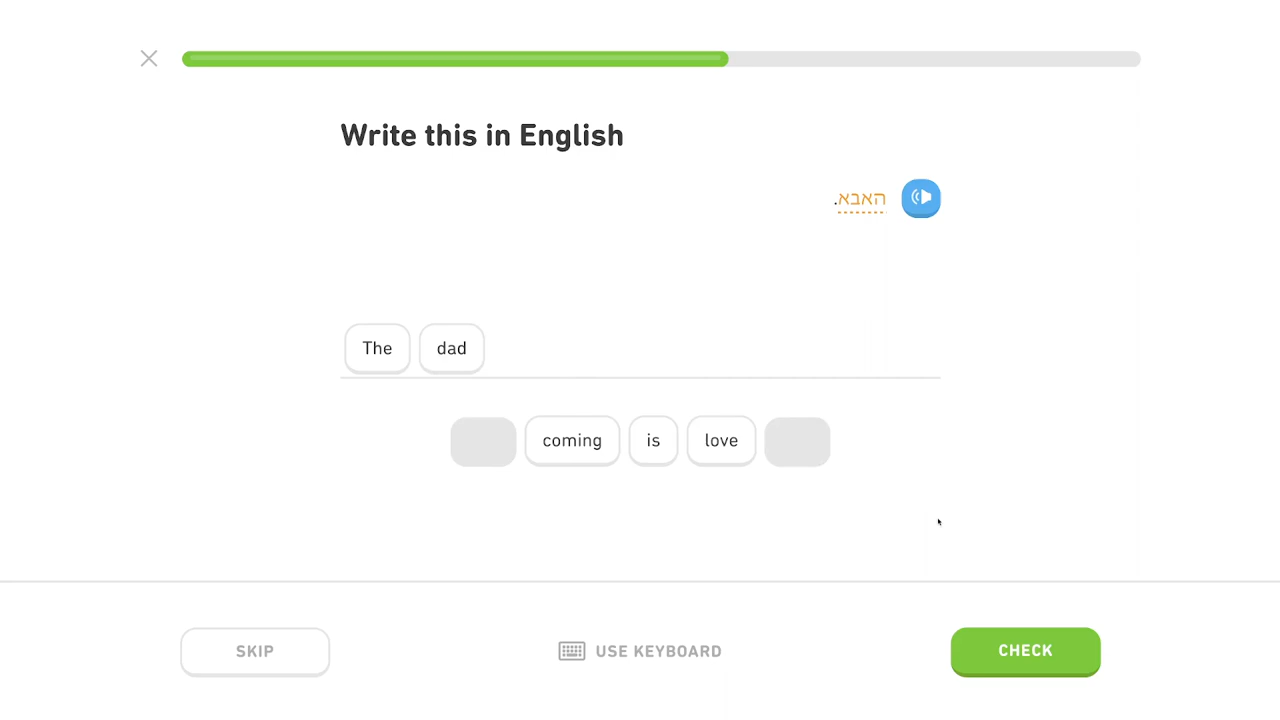 Write this in English
האבא.
The dad
coming is love
SKIP USE KEYBOARD CHECK